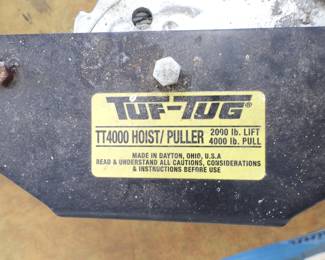 TUF-TUG®
TT4000 HOIST/ PULLER 2000 lb. LIFT
4000 lb. PULL
MADE IN DAYTON, OHIO, U.S.A
READ & UNDERSTAND ALL CAUTIONS, CONSIDERATIONS
& INSTRUCTIONS BEFORE USE